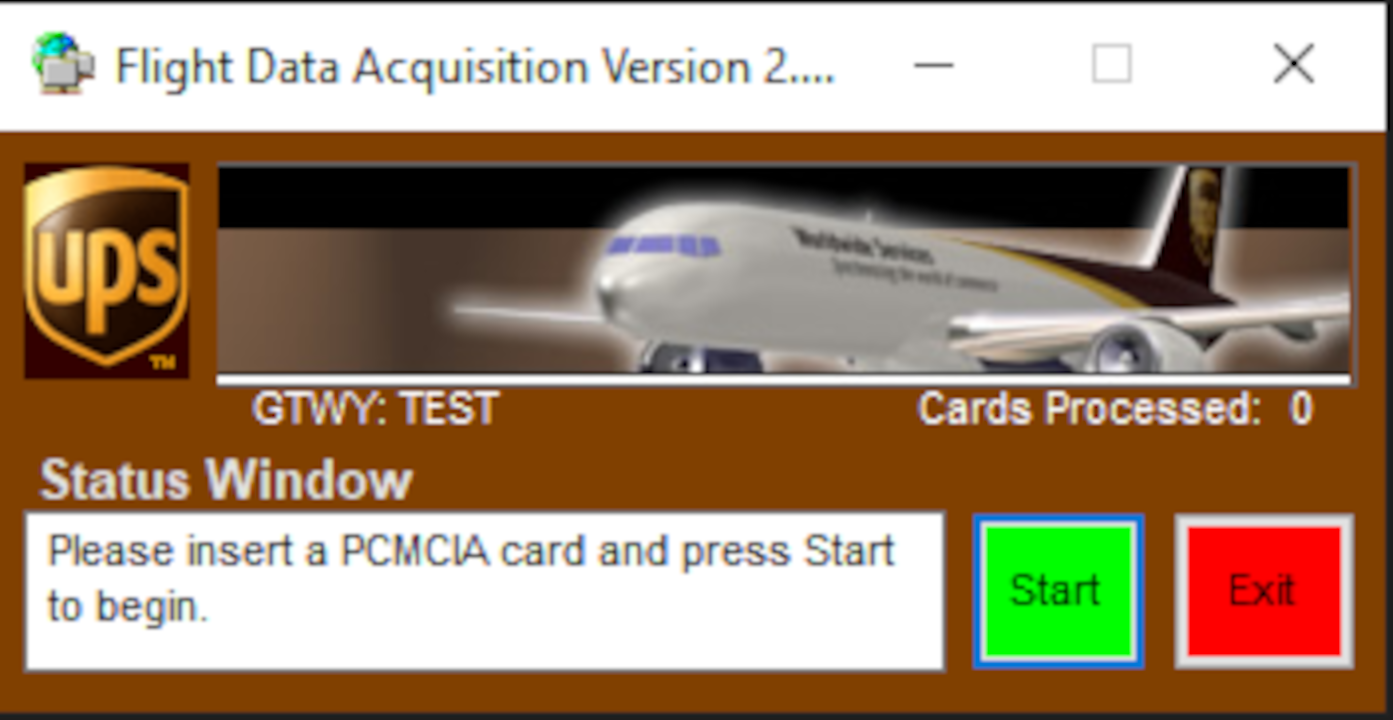 Flight Data Acquisition Version 2....
ups
TM
Worldwide Services
Synchronizing the world of commerce
GTWY: TEST
Cards Processed: 0
Status Window
Please insert a PCMCIA card and press Start
to begin.
Start
Exit